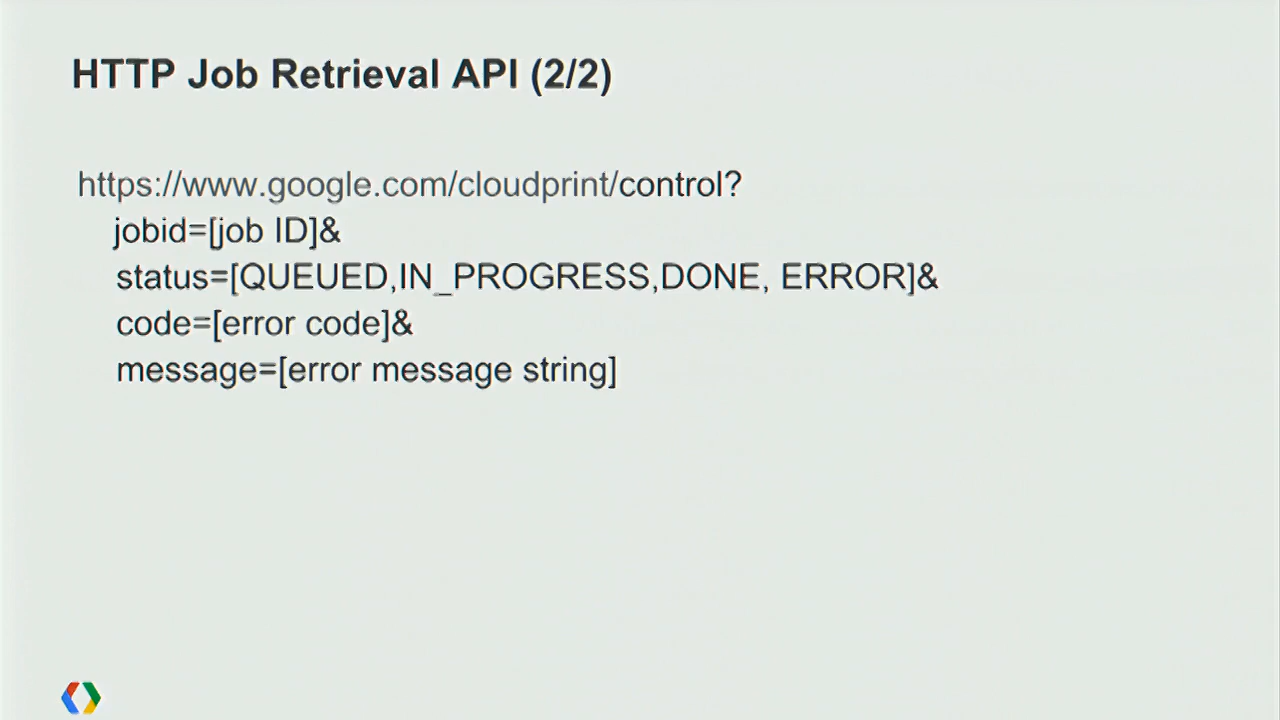 HTTP Job Retrieval API (2/2)
https://www.google.com/cloudprint/control?
jobid=[job ID]&
status=[QUEUED,IN_PROGRESS,DONE, ERROR]&
code=[error code]&
message=[error message string]